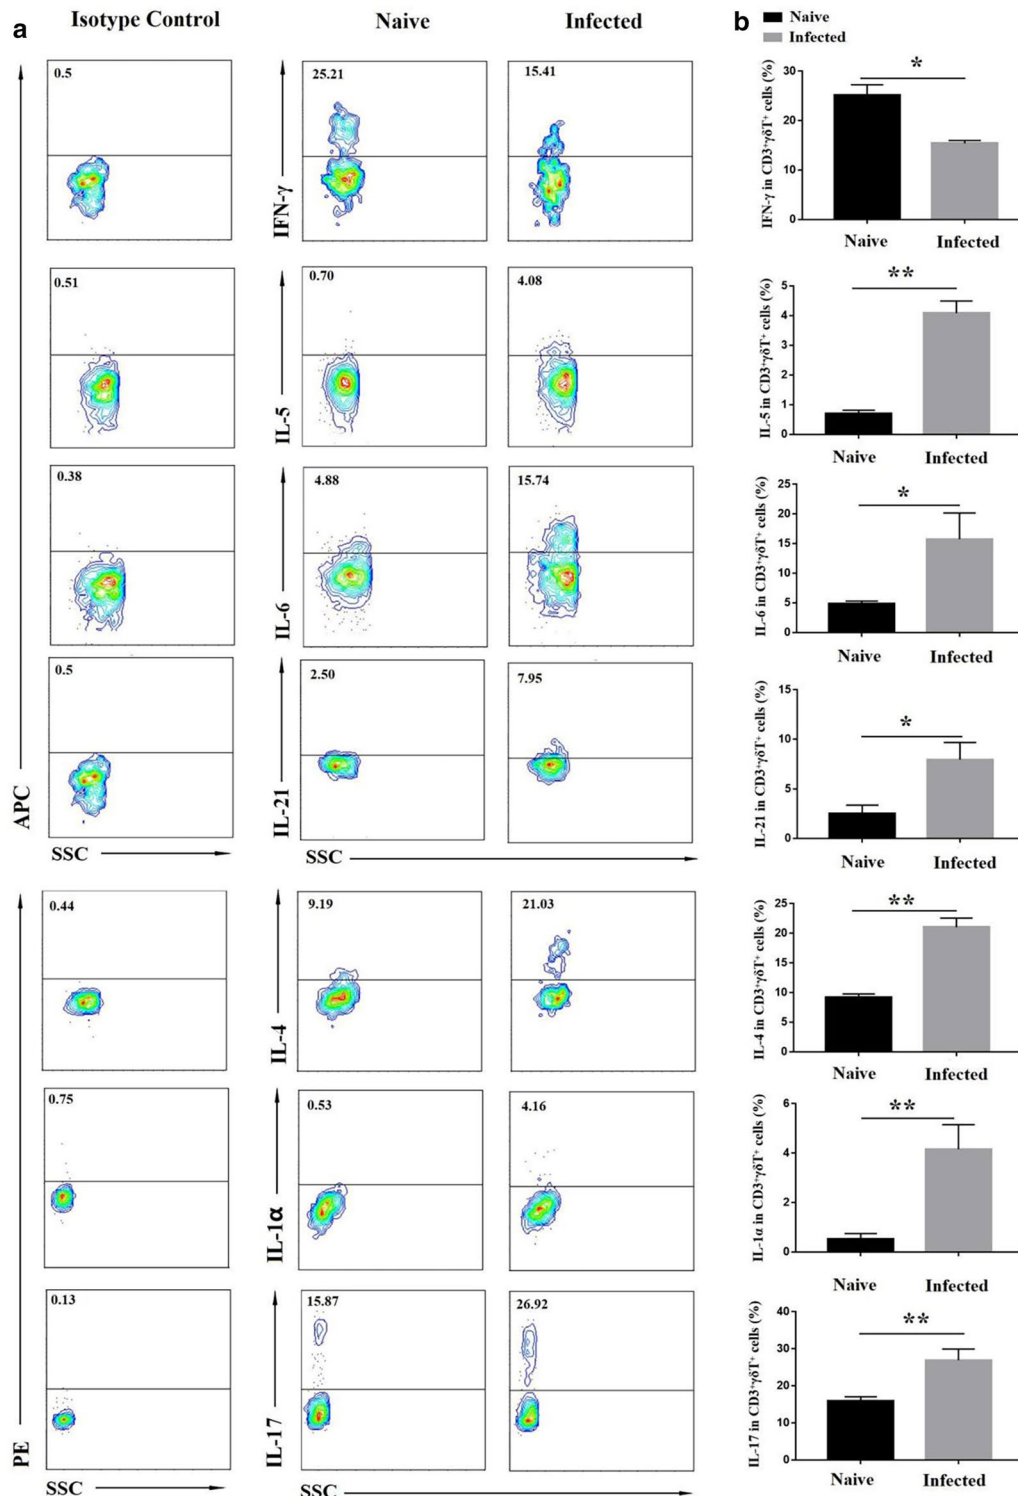 a
Isotype Control
Naive
Infected
b
Naive
Infected
0.5
25.21
15.41
IFN-γ
IFN-γ in CD3⁺γδT⁺ cells (%)
30
20
10
0
*
Naive
Infected
0.51
0.70
4.08
IL-5
IL-5 in CD3⁺γδT⁺ cells (%)
5
4
3
2
1
0
**
Naive
Infected
0.38
4.88
15.74
IL-6
IL-6 in CD3⁺γδT⁺ cells (%)
25
20
15
10
5
0
*
Naive
Infected
0.5
2.50
7.95
APC
IL-21
IL-21 in CD3⁺γδT⁺ cells (%)
15
10
5
0
*
Naive
Infected
SSC
SSC
0.44
9.19
21.03
IL-4
IL-4 in CD3⁺γδT⁺ cells (%)
25
20
15
10
5
0
**
Naive
Infected
0.75
0.53
4.16
IL-1α
IL-1α in CD3⁺γδT⁺ cells (%)
6
4
2
0
**
Naive
Infected
0.13
15.87
26.92
PE
IL-17
IL-17 in CD3⁺γδT⁺ cells (%)
40
30
20
10
0
**
Naive
Infected
SSC
SSC